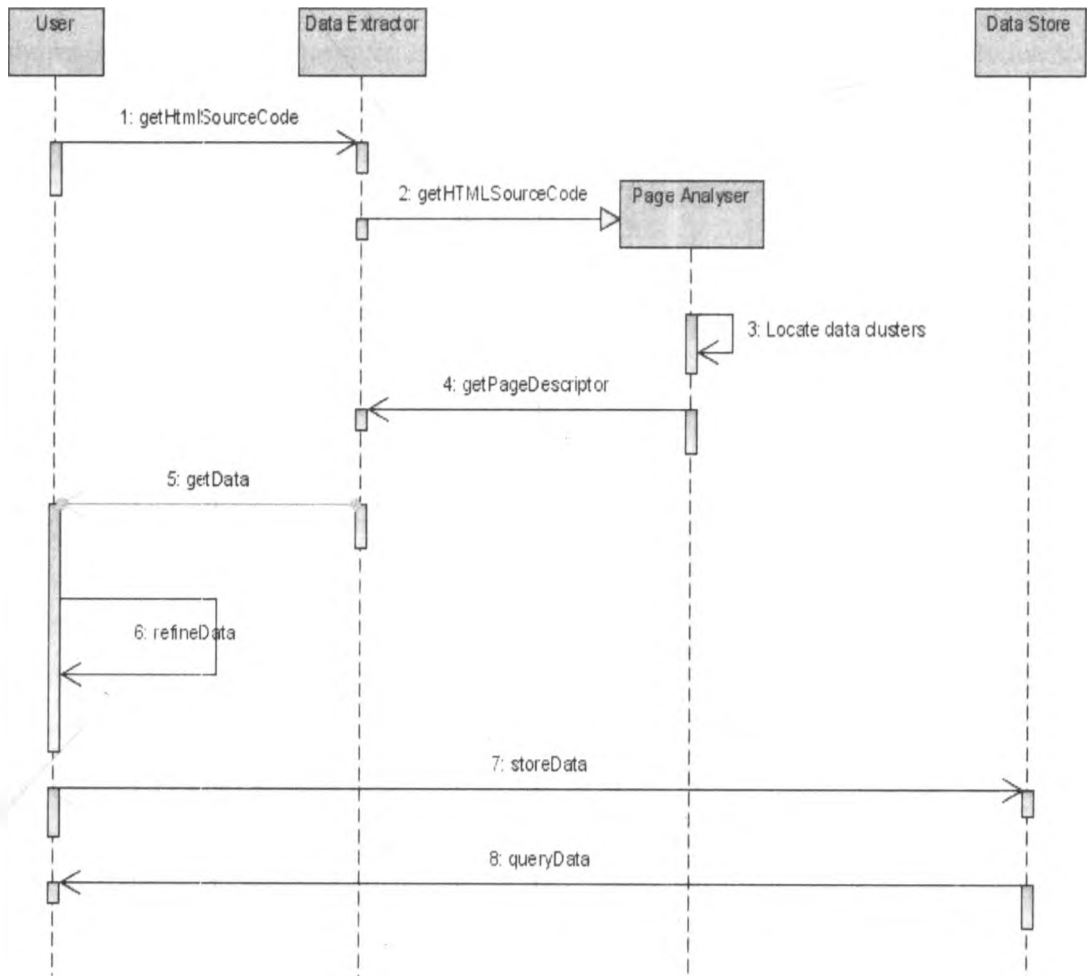 User
Data Extractor
Data Store
1: getHtmlSourceCode
2: getHTMLSourceCode
Page Analyser
3: Locate data clusters
4: getPageDescriptor
5: getData
6: refineData
7: storeData
8: queryData